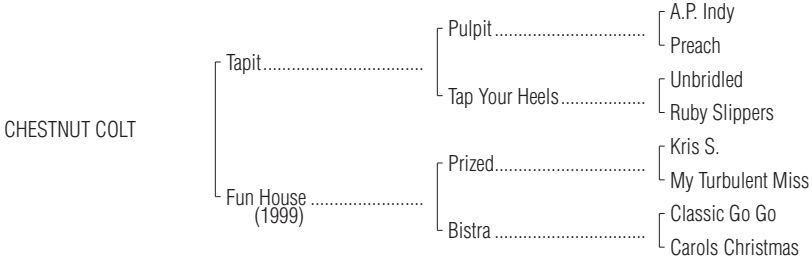 A.P. Indy
Pulpit
Preach
Tapit
Unbridled
Tap Your Heels
Ruby Slippers
CHESTNUT COLT
Kris S.
Prized
My Turbulent Miss
Fun House
(1999)
Classic Go Go
Bistra
Carols Christmas